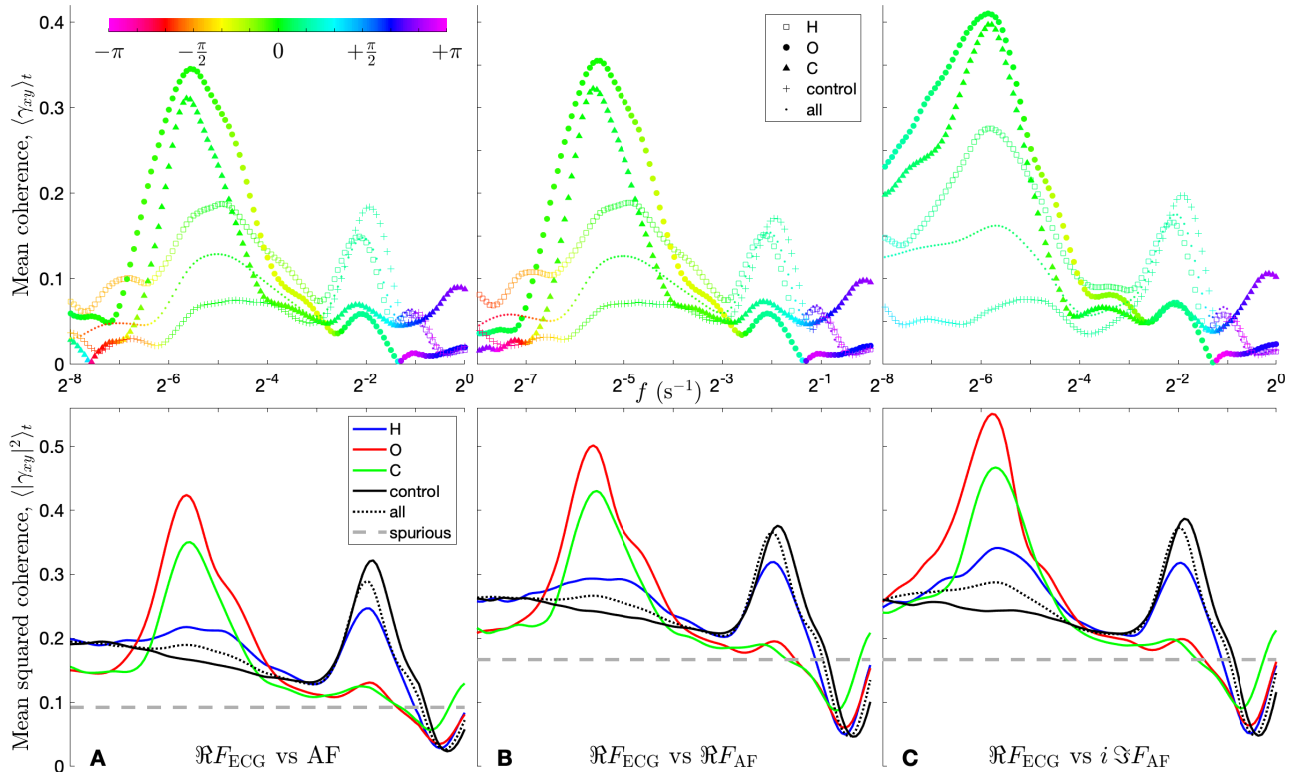 Mean coherence, ⟨γxy⟩t
0.4
0.3
0.2
0.1
0
−π
−π/2
0
+π/2
+π
H
O
C
control
all
2^-8
2^-6
2^-4
2^-2
2^0
2^-7
2^-5
f (s^-1)
2^-2
2^-1
2^-8
2^-6
2^-4
2^-2
2^0
Mean squared coherence, ⟨|γxy|²⟩t
0.5
0.4
0.3
0.2
0.1
0
H
O
C
control
all
spurious
A
ℜF_ECG vs AF
B
ℜF_ECG vs ℜF_AF
C
ℜF_ECG vs i ℑF_AF